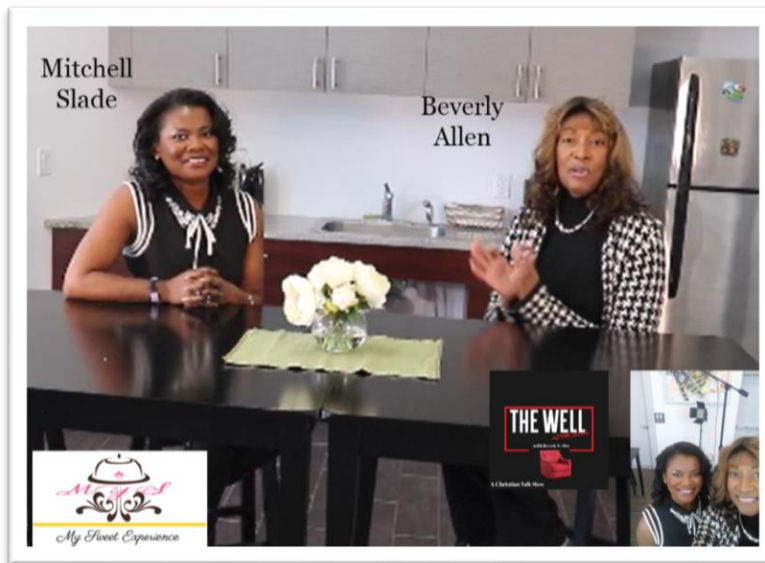 Mitchell
Slade
Beverly
Allen
THE WELL
A Christian Talk Show
M S
My Sweet Experience